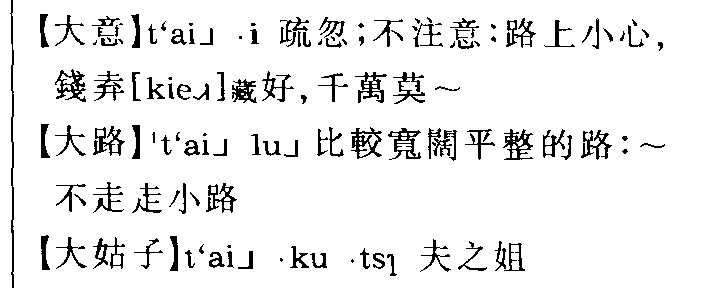 【大意】t‘ai˩ ·i 疏忽；不注意：路上小心，
錢弆[kie˩˥]藏好，千萬莫～
【大路】ˈt‘ai˩ lu˩ 比較寬闊平整的路：～
不走走小路
【大姑子】t‘ai˩ ·ku ·tsʅ 夫之姐